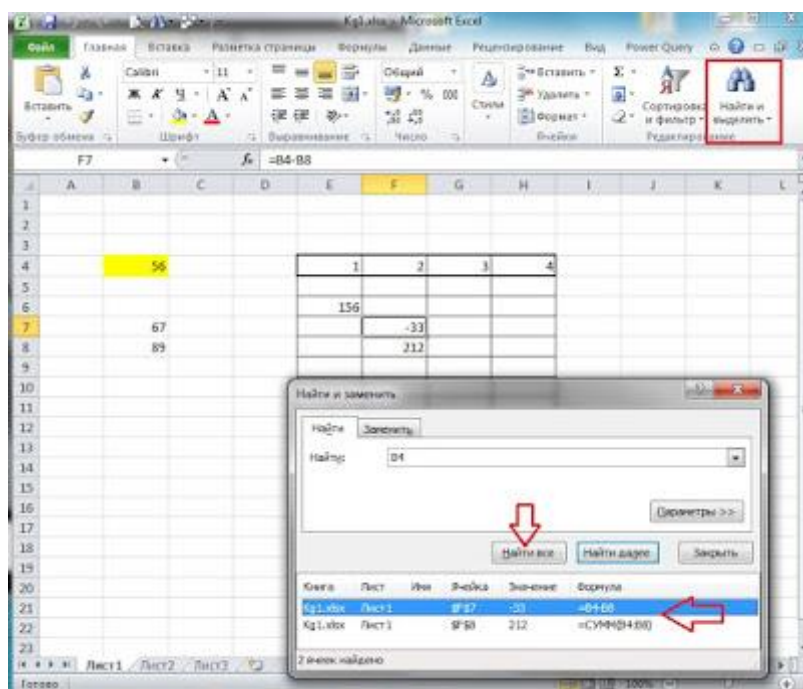 Kg1.xlsx - Microsoft Excel
Файл Главная Вставка Разметка страницы Формулы Данные Рецензирование Вид Power Query
Вставить
Calibri 11
Ж К Ч
Общий
% 000
Стили
Вставить
Удалить
Формат
Сортировка и фильтр
Найти и выделить
Буфер обмена Шрифт Выравнивание Число Ячейки Редактирование
F7 fx =B4-B8
A B C D E F G H I J K L
1
2
3
4 56 1 2 3 4
5
6 156
7 67 -33
8 89 212
9
10
11
12
13
14
15
16
17
18
19
20
21
22
23
Найти и заменить
Найти Заменить
Найти: B4
Параметры >>
Найти все Найти далее Закрыть
Книга Лист Имя Ячейка Значение Формула
Kg1.xlsx Лист1 $F$7 -33 =B4-B8
Kg1.xlsx Лист1 $F$8 212 =СУММ(B4:B8)
2 ячеек найдено
Лист1 Лист2 Лист3
Готово 100%